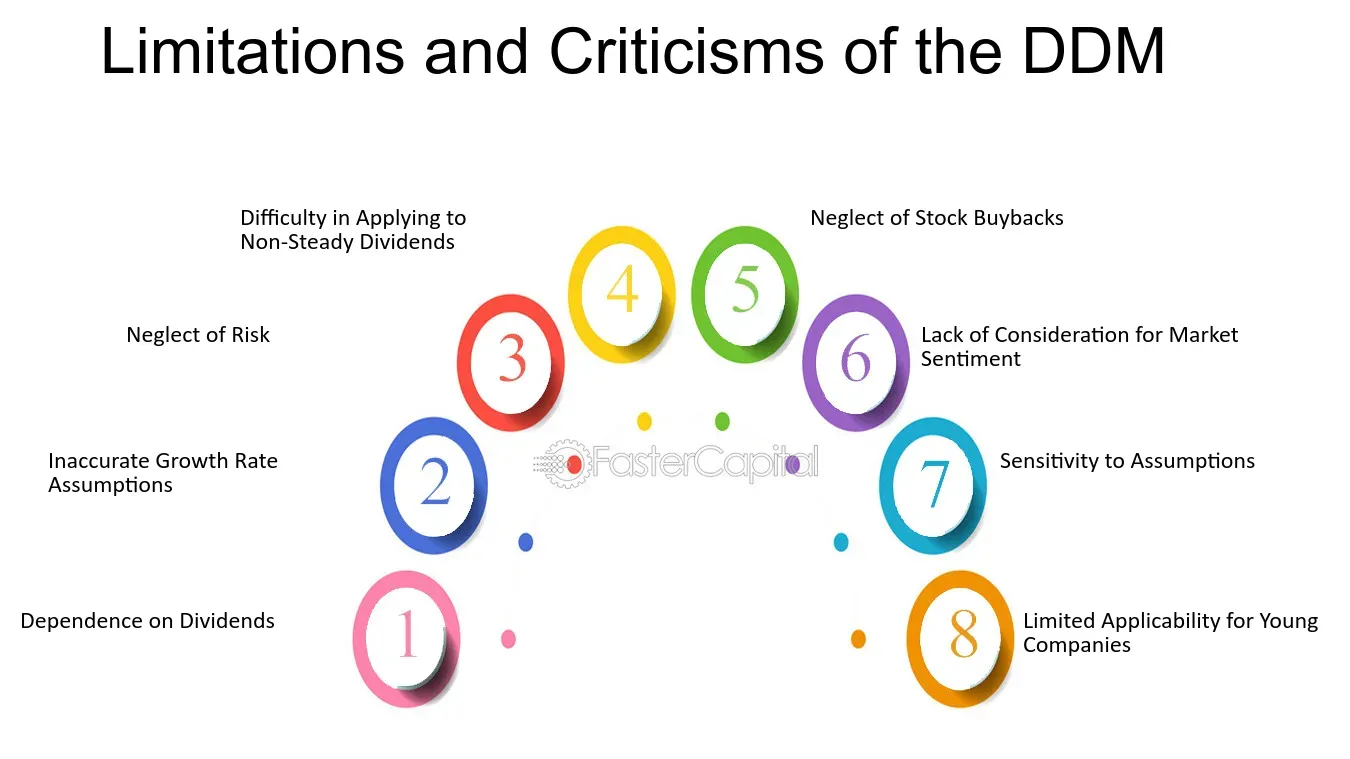 Limitations and Criticisms of the DDM
Difficulty in Applying to
Non-Steady Dividends
Neglect of Stock Buybacks
4
5
Neglect of Risk
3
6
Lack of Consideration for Market
Sentiment
FasterCapital
Inaccurate Growth Rate
Assumptions
2
7
Sensitivity to Assumptions
Dependence on Dividends
1
8
Limited Applicability for Young
Companies